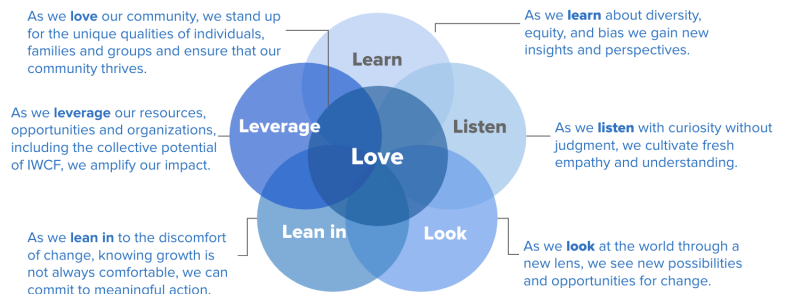 As we love our community, we stand up
for the unique qualities of individuals,
families and groups and ensure that our
community thrives.
As we learn about diversity,
equity, and bias we gain new
insights and perspectives.
Learn
As we leverage our resources,
opportunities and organizations,
including the collective potential
of IWCF, we amplify our impact.
Leverage
Listen
As we listen with curiosity without
judgment, we cultivate fresh
empathy and understanding.
Love
As we lean in to the discomfort
of change, knowing growth is
not always comfortable, we can
commit to meaningful action.
Lean in
Look
As we look at the world through a
new lens, we see new possibilities
and opportunities for change.